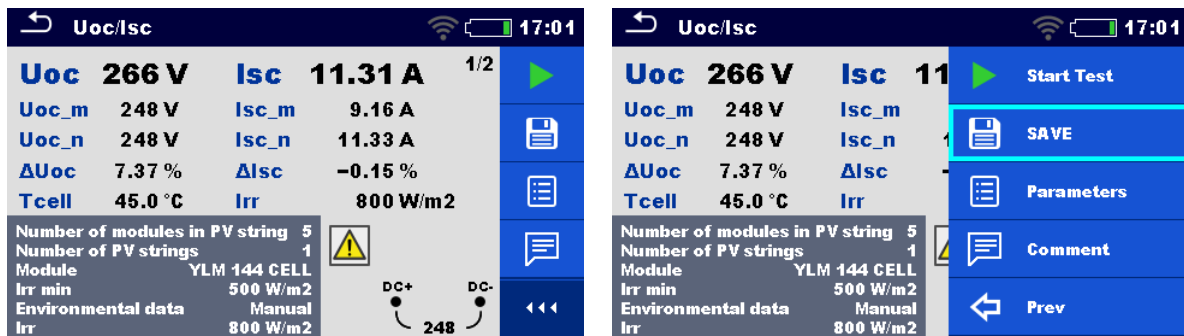 Uoc/Isc 17:01
Uoc 266 V Isc 11.31 A 1/2
Uoc_m 248 V Isc_m 9.16 A
Uoc_n 248 V Isc_n 11.33 A
ΔUoc 7.37 % ΔIsc -0.15 %
Tcell 45.0 °C Irr 800 W/m2
Number of modules in PV string 5
Number of PV strings 1
Module YLM 144 CELL
Irr min 500 W/m2
Environmental data Manual
Irr 800 W/m2
DC+ DC-
248
Uoc/Isc 17:01
Uoc 266 V Isc 11
Uoc_m 248 V Isc_m
Uoc_n 248 V Isc_n 1
ΔUoc 7.37 % ΔIsc -
Tcell 45.0 °C Irr
Number of modules in PV string 5
Number of PV strings 1
Module YLM 144 CELL
Irr min 500 W/m2
Environmental data Manual
Irr 800 W/m2
Start Test
SAVE
Parameters
Comment
Prev